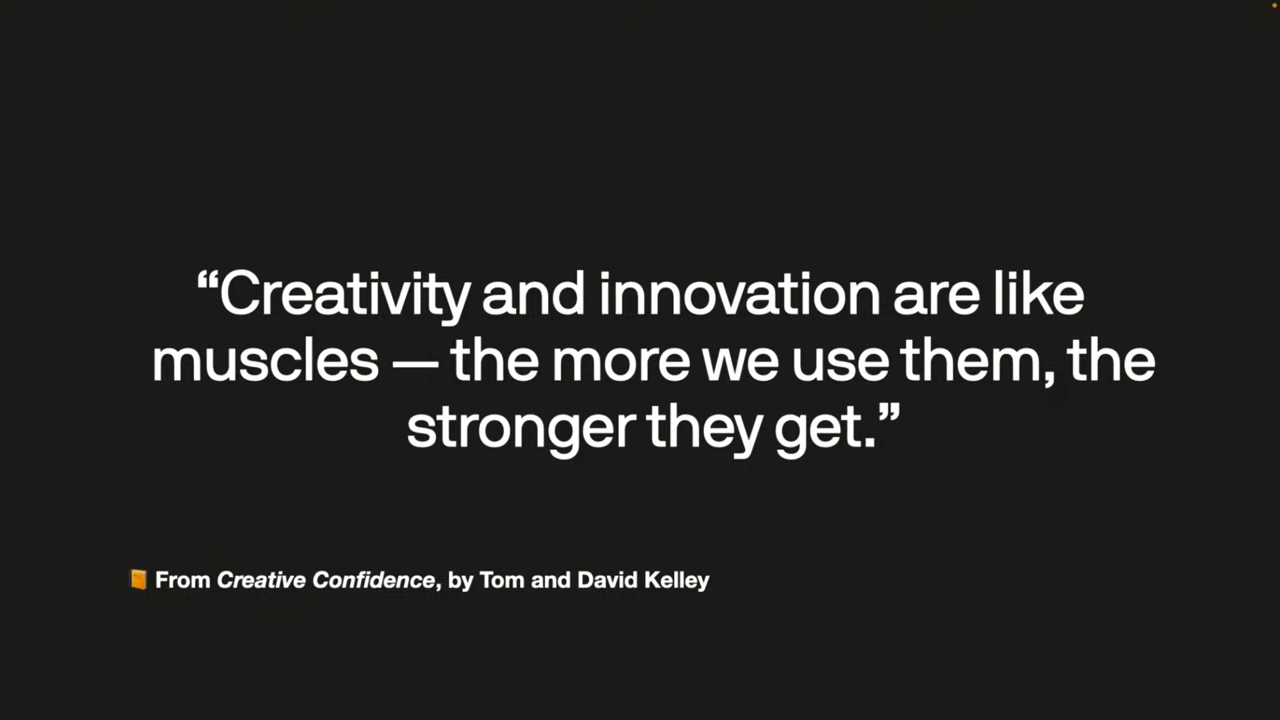 “Creativity and innovation are like
muscles — the more we use them, the
stronger they get.”
📙 From Creative Confidence, by Tom and David Kelley